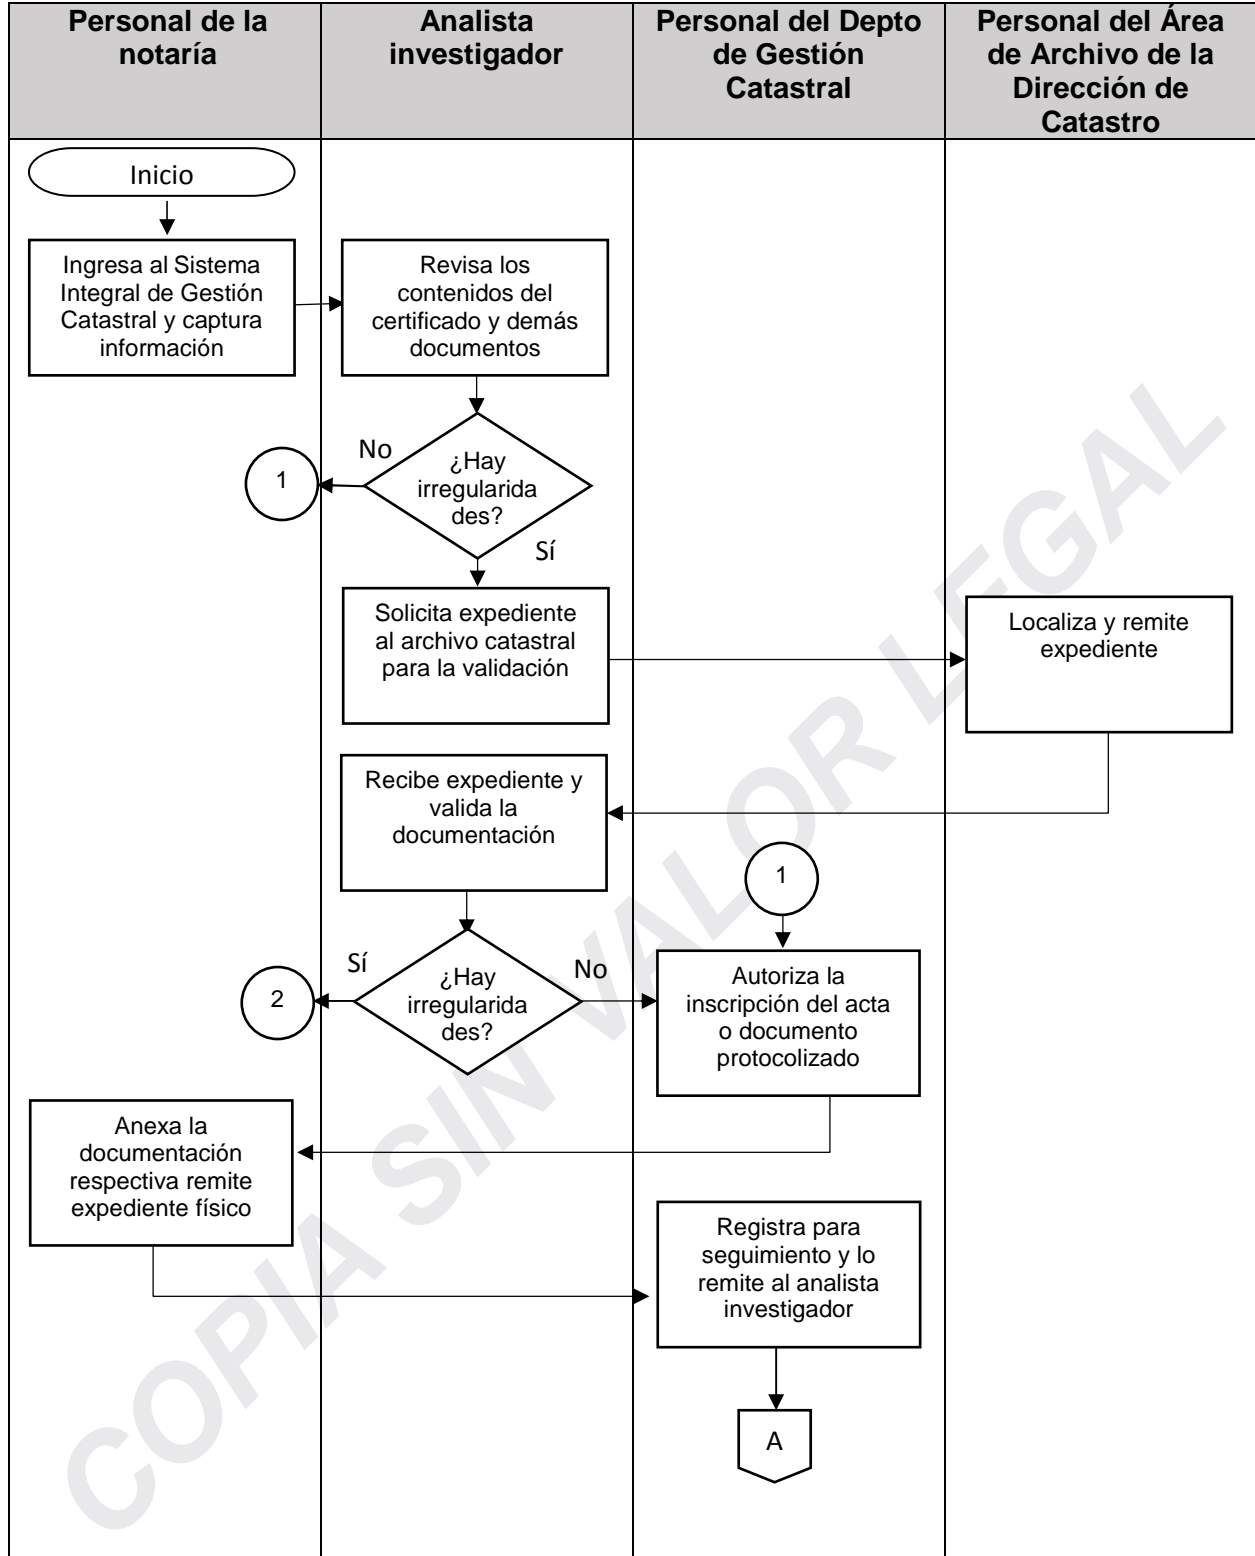 Personal de la
notaría
Analista
investigador
Personal del Depto
de Gestión
Catastral
Personal del Área
de Archivo de la
Dirección de
Catastro
Inicio
Ingresa al Sistema
Integral de Gestión
Catastral y captura
información
Revisa los
contenidos del
certificado y demás
documentos
No
¿Hay
irregularida
des?
1
Sí
Solicita expediente
al archivo catastral
para la validación
Localiza y remite
expediente
Recibe expediente y
valida la
documentación
1
Sí
¿Hay
irregularida
des?
No
2
Autoriza la
inscripción del acta
o documento
protocolizado
Anexa la
documentación
respectiva remite
expediente físico
Registra para
seguimiento y lo
remite al analista
investigador
A
COPIA SIN VALOR LEGAL